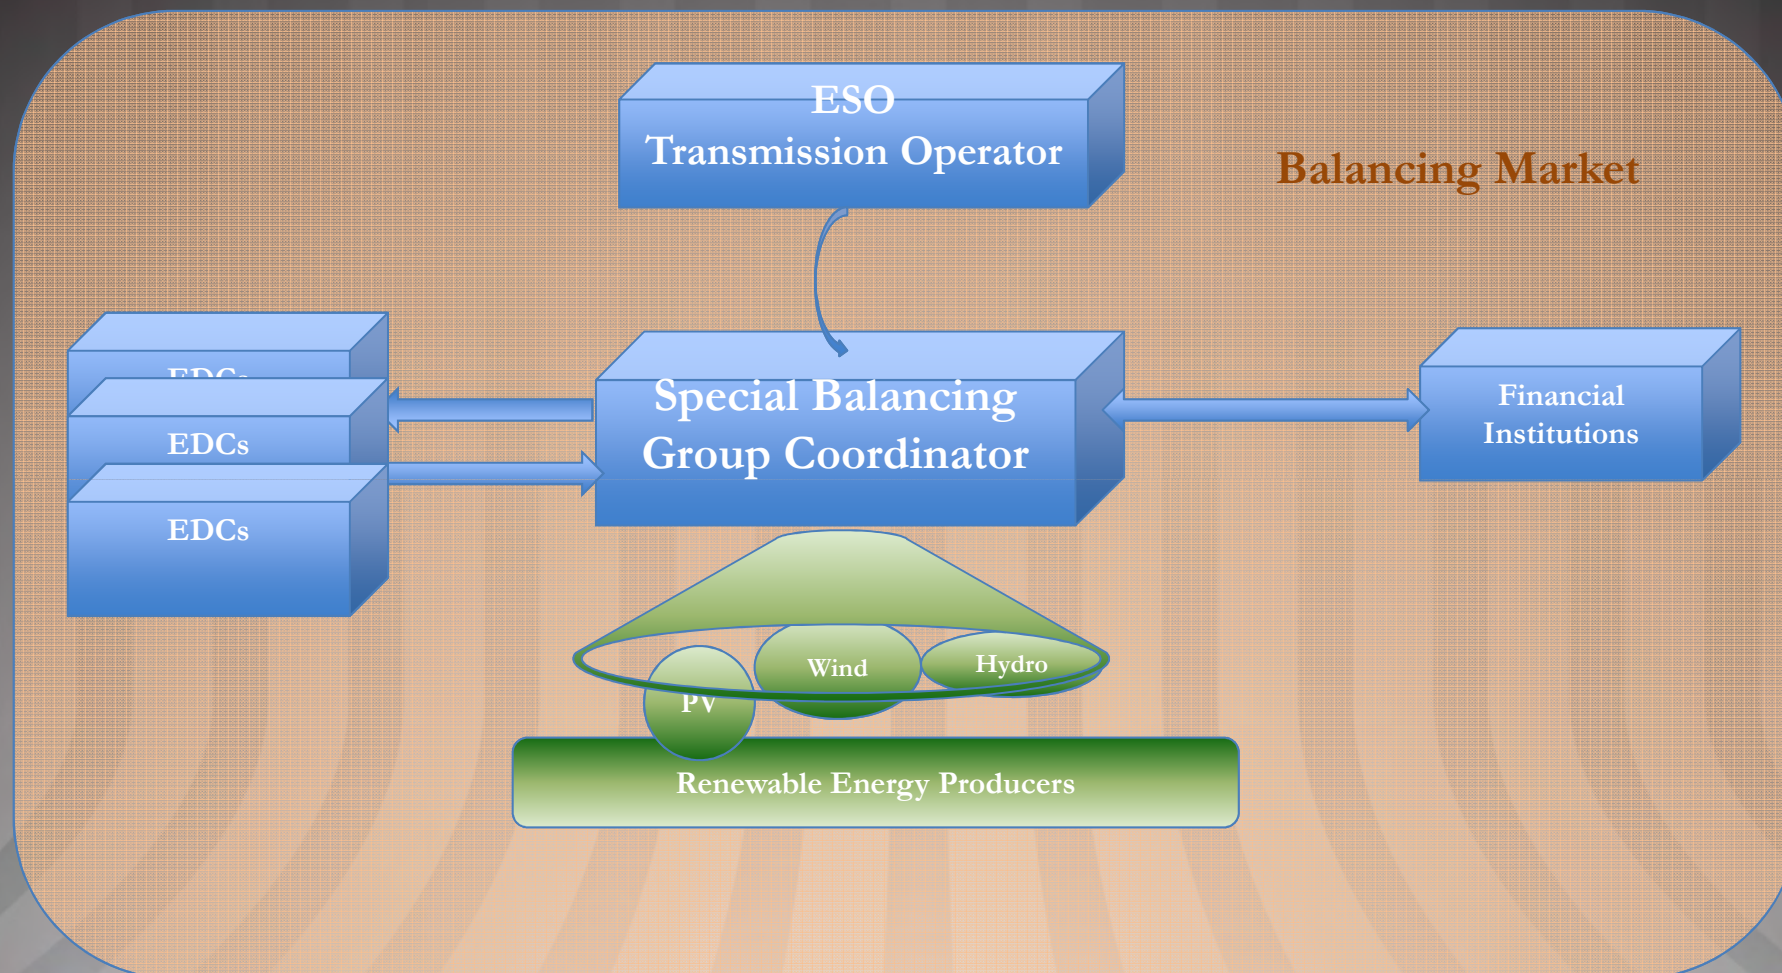 ESO
Transmission Operator
Balancing Market
EDCs
EDCs
EDCs
Special Balancing
Group Coordinator
Financial
Institutions
Wind
Hydro
PV
Renewable Energy Producers